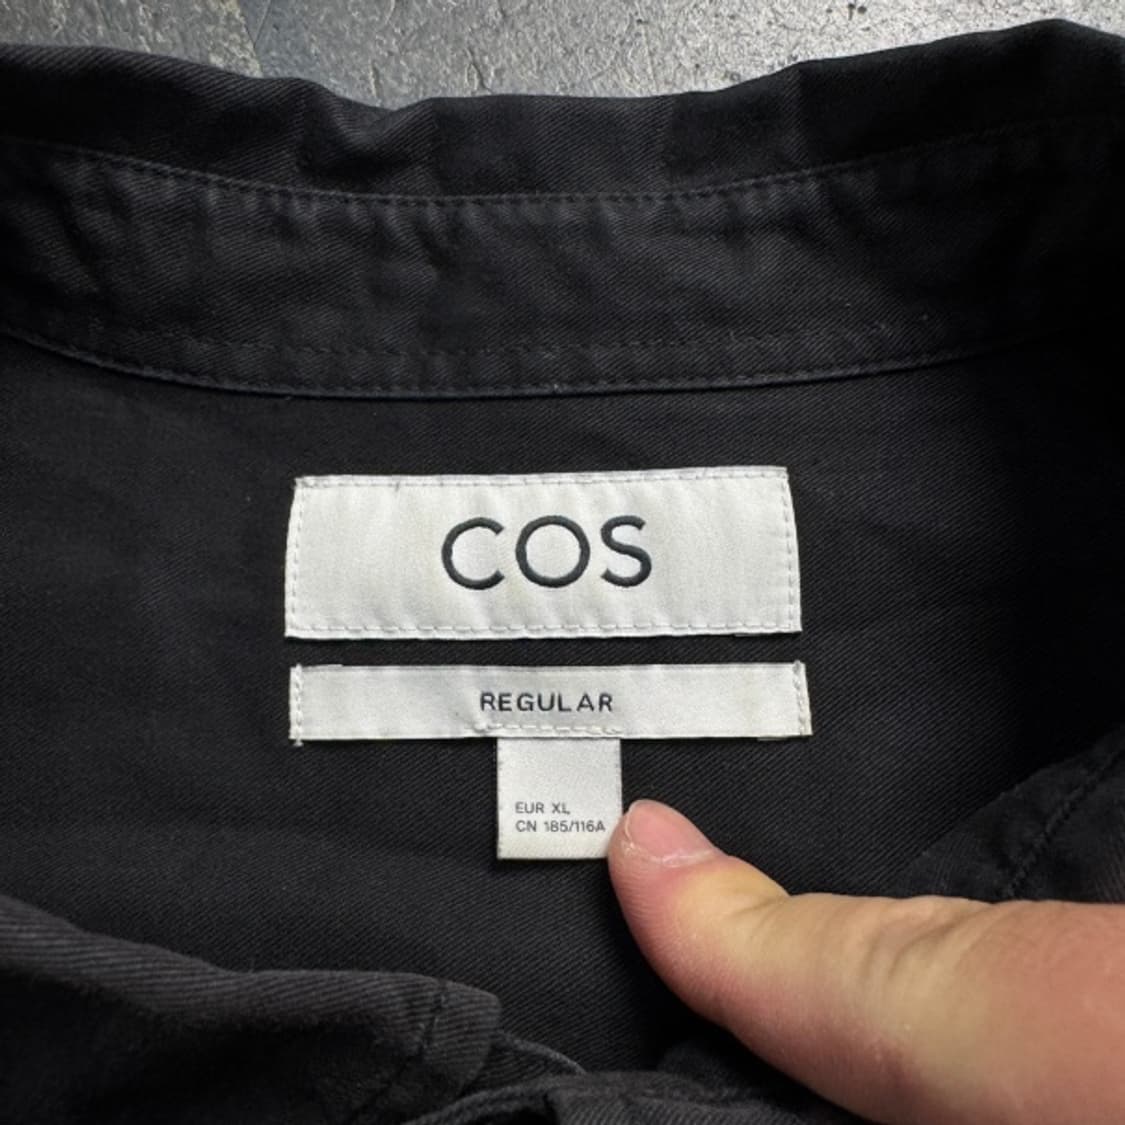 COS
REGULAR
EUR XL
CN 185/116A